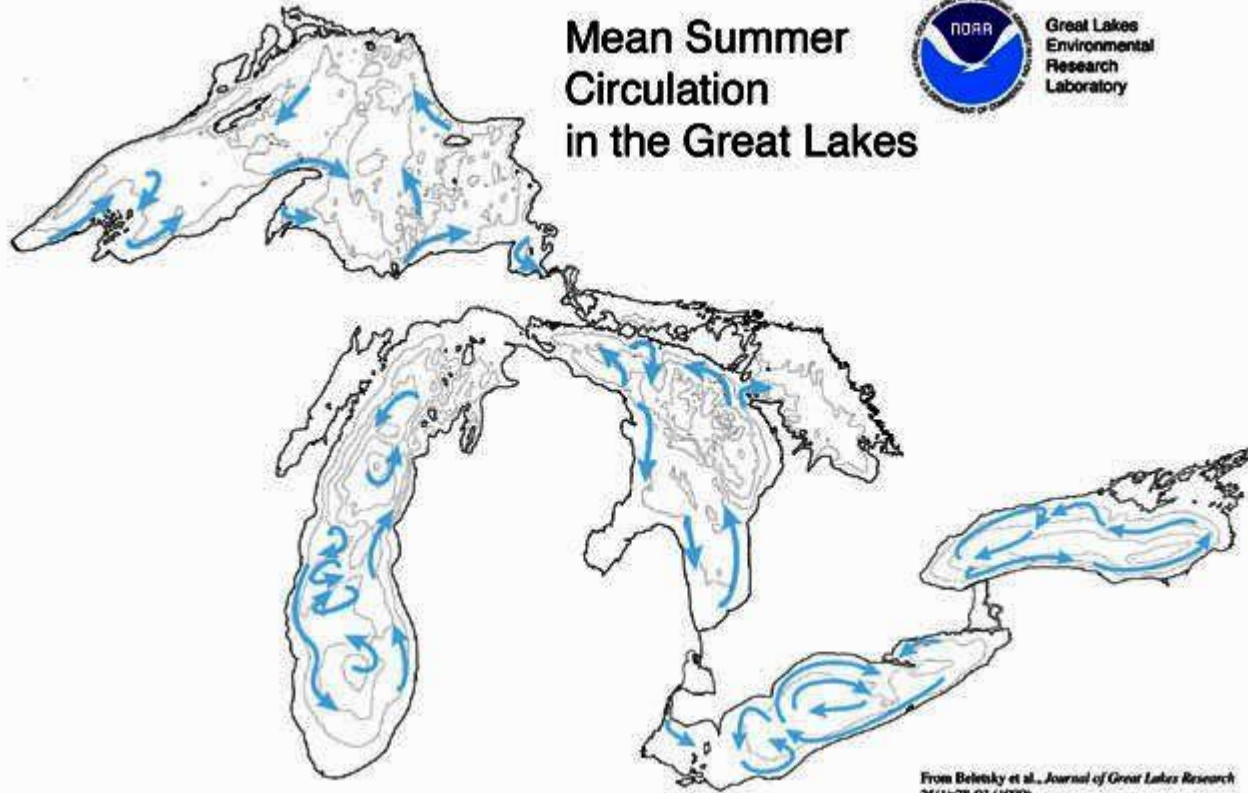 Mean Summer
Circulation
in the Great Lakes
NOAA
Great Lakes
Environmental
Research
Laboratory
From Beletsky et al., Journal of Great Lakes Research